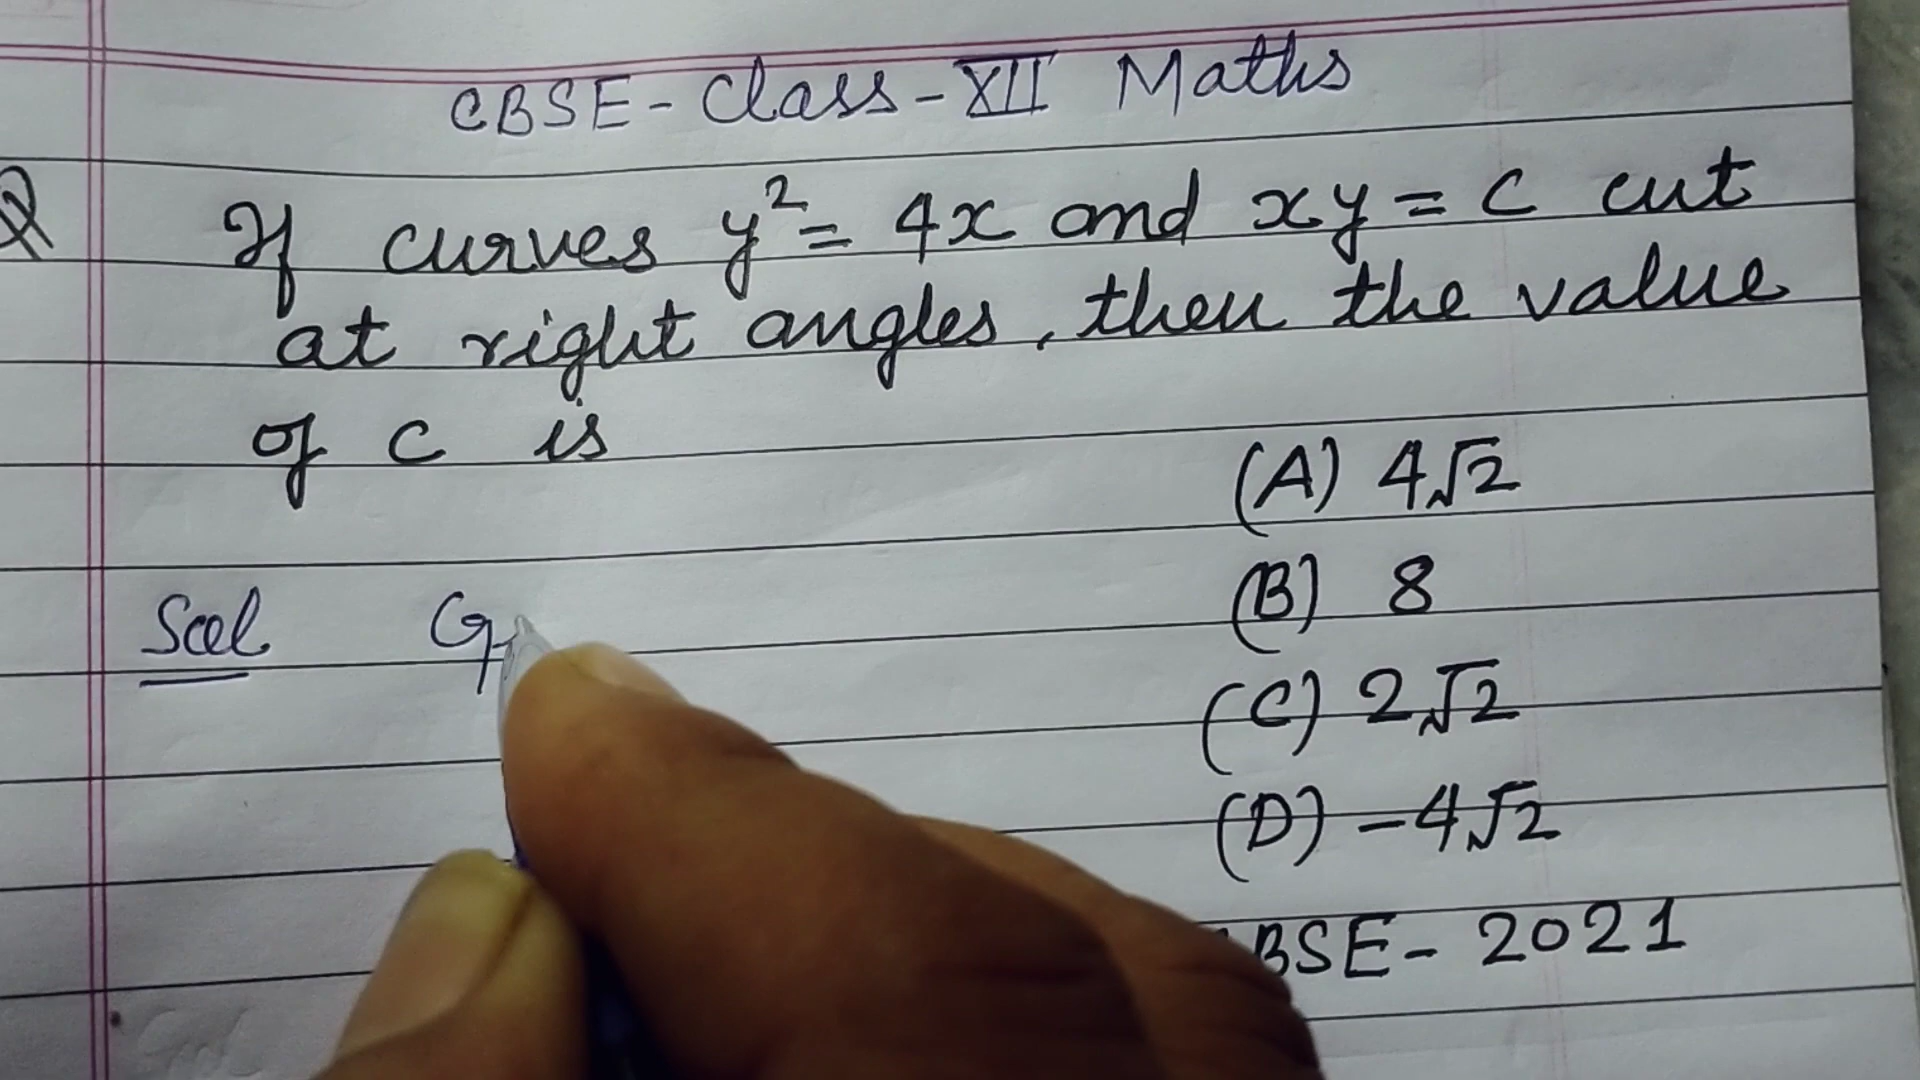 CBSE - Class - XII Maths
Q If curves y² = 4x and xy = c cut
at right angles, then the value
of c is
(A) 4√2
(B) 8
Sol G
(C) 2√2
(D) -4√2
BSE - 2021